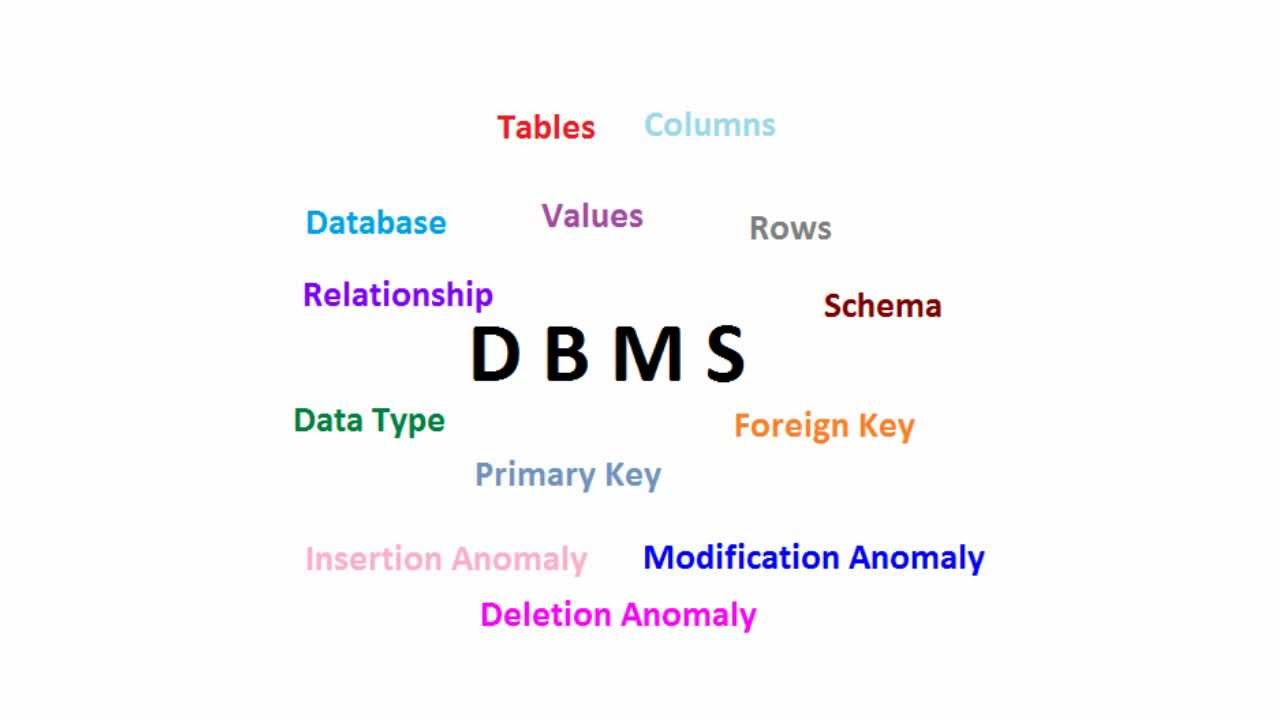 Tables Columns
Database Values Rows
Relationship Schema
D B M S
Data Type Foreign Key
Primary Key
Insertion Anomaly Modification Anomaly
Deletion Anomaly